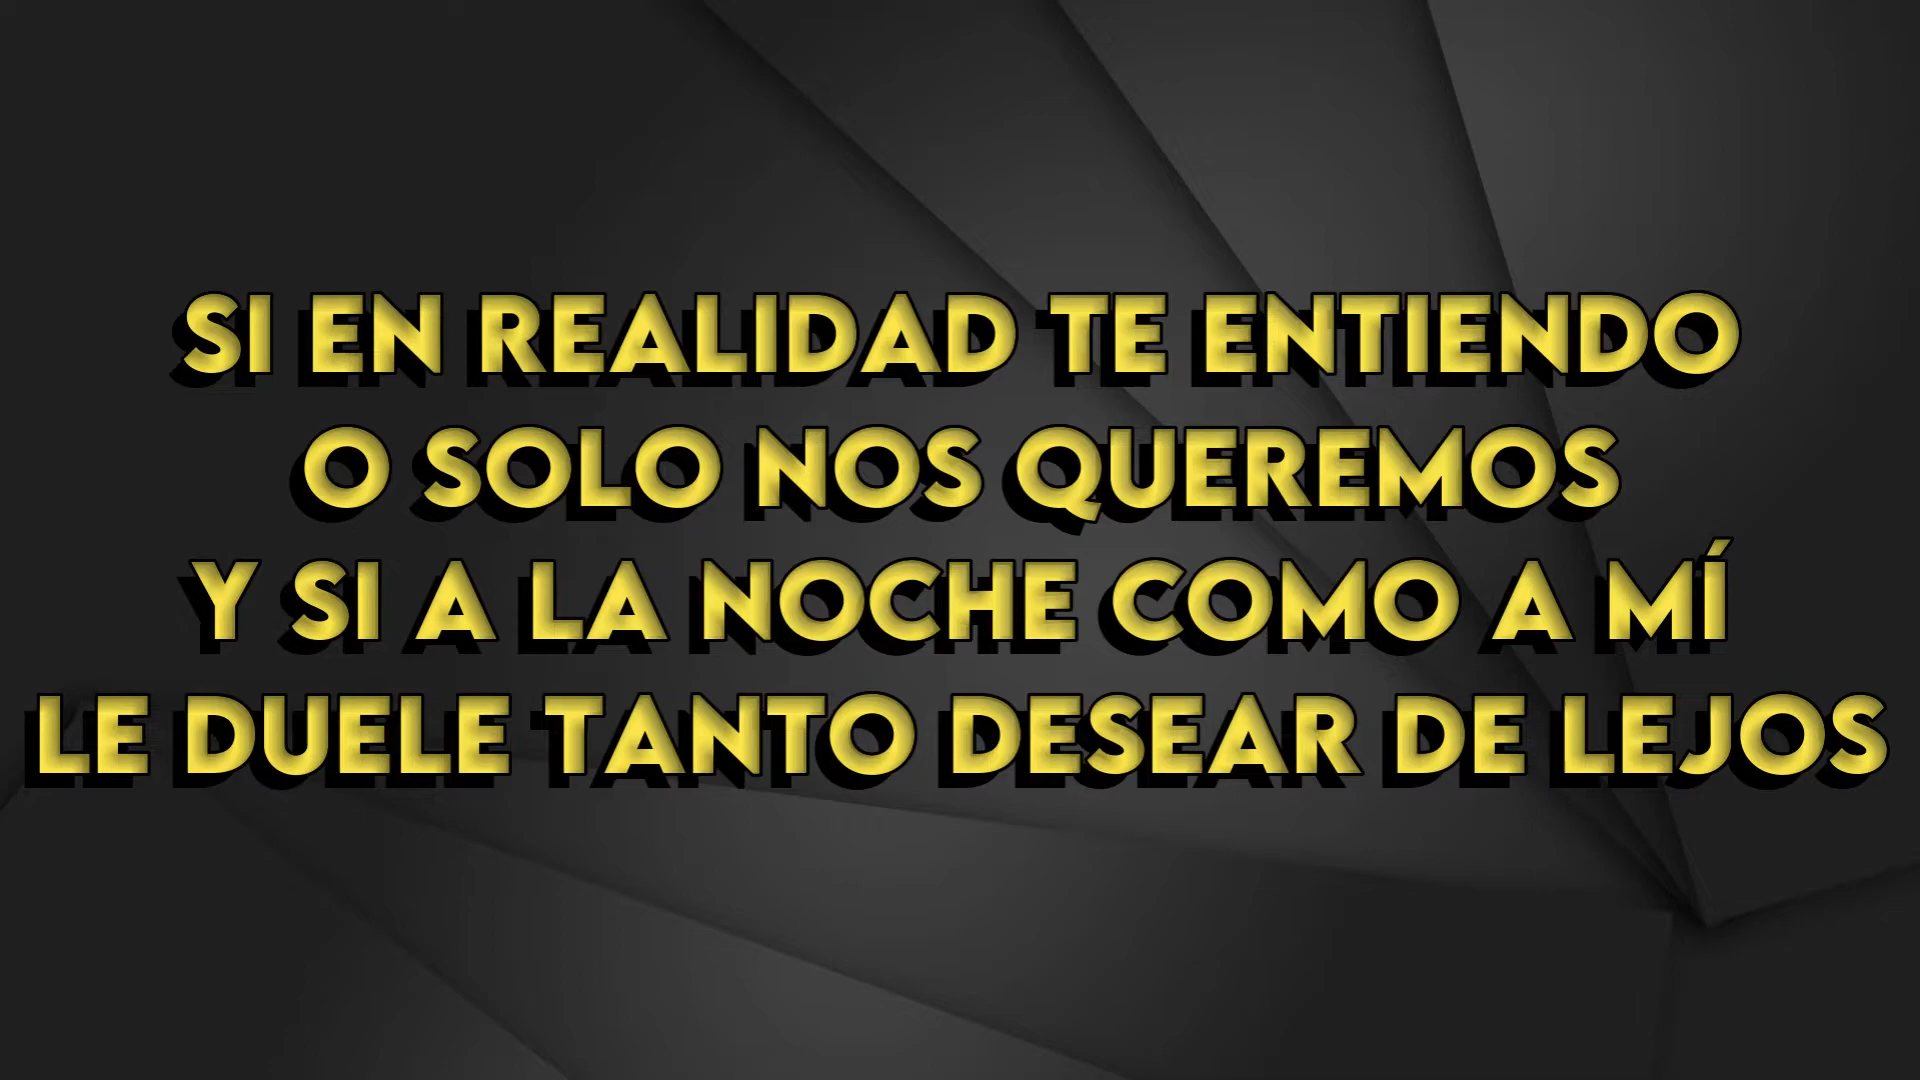 SI EN REALIDAD TE ENTIENDO
O SOLO NOS QUEREMOS
Y SI A LA NOCHE COMO A MÍ
LE DUELE TANTO DESEAR DE LEJOS